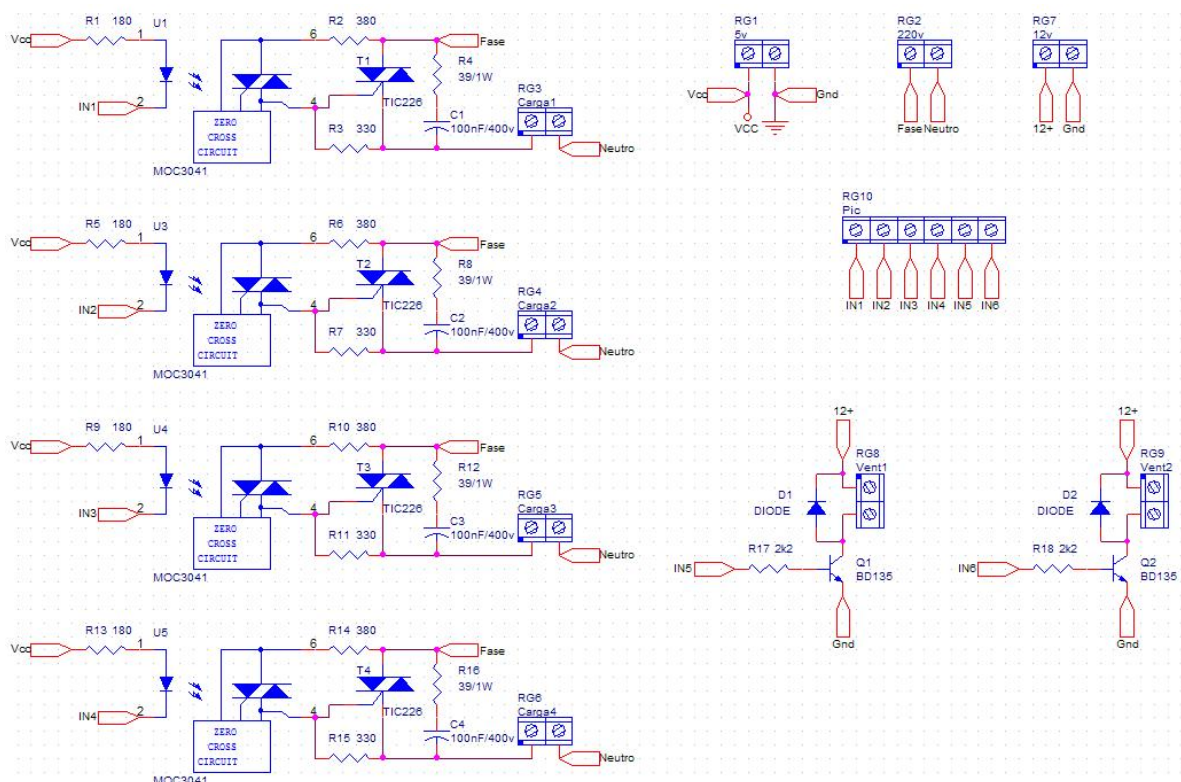 R1 180
U1
Vcc
1
IN1
2
ZERO
CROSS
CIRCUIT
MOC3041
6
R2 380
Fase
T1
R4
39/1W
TIC226
4
R3 330
C1
100nF/400v
RG3
Carga1
Neutro
RG1
5v
Vcc
Gnd
VCC
RG2
220v
Fase
Neutro
RG7
12v
12+
Gnd
R5 180
U3
Vcc
1
IN2
2
ZERO
CROSS
CIRCUIT
MOC3041
6
R6 380
Fase
T2
R8
39/1W
TIC226
4
R7 330
C2
100nF/400v
RG4
Carga2
Neutro
RG10
Pic
IN1
IN2
IN3
IN4
IN5
IN6
R9 180
U4
Vcc
1
IN3
2
ZERO
CROSS
CIRCUIT
MOC3041
6
R10 380
Fase
T3
R12
39/1W
TIC226
4
R11 330
C3
100nF/400v
RG5
Carga3
Neutro
12+
RG8
Vent1
D1
DIODE
R17 2k2
IN5
Q1
BD135
Gnd
12+
RG9
Vent2
D2
DIODE
R18 2k2
IN6
Q2
BD135
Gnd
R13 180
U5
Vcc
1
IN4
2
ZERO
CROSS
CIRCUIT
MOC3041
6
R14 380
Fase
T4
R16
39/1W
TIC226
4
R15 330
C4
100nF/400v
RG6
Carga4
Neutro